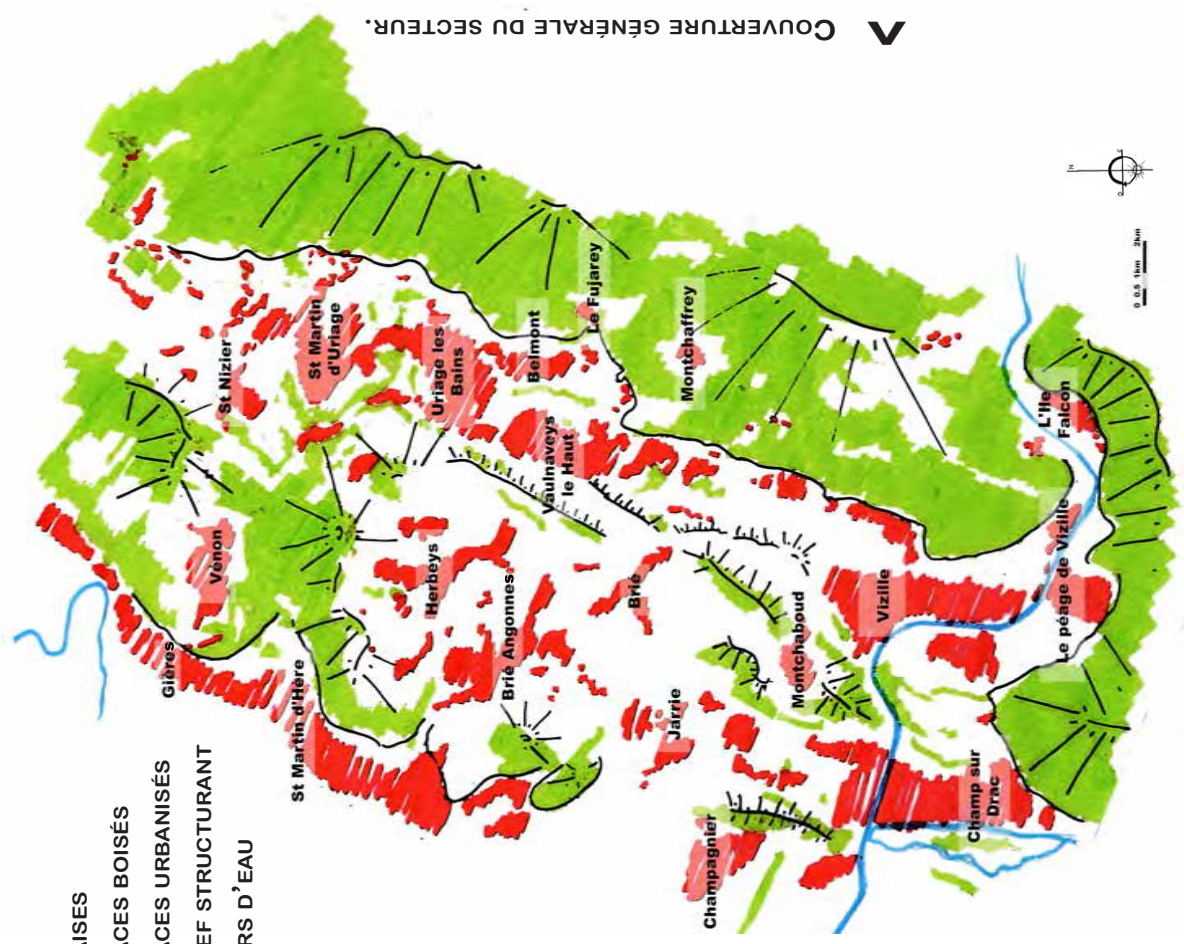 COUVERTURE GÉNÉRALE DU SECTEUR.
AISES
ACES BOISÉS
ACES URBANISÉS
EF STRUCTURANT
RS D'EAU
Gières
Venon
St Nizier
St Martin
d'Uriage
St Martin d'Hère
Herbeys
Uriage les
Bains
Belmont
Le Fujarey
Brié Angonnes
Vaulnaveys
le Haut
Brié
Montchaffrey
Jarrie
Montchaboud
Vizille
Champagnier
Champ sur
Drac
Le péage de Vizille
L'Ile
Falcon
N
0 0.5 1km 2km